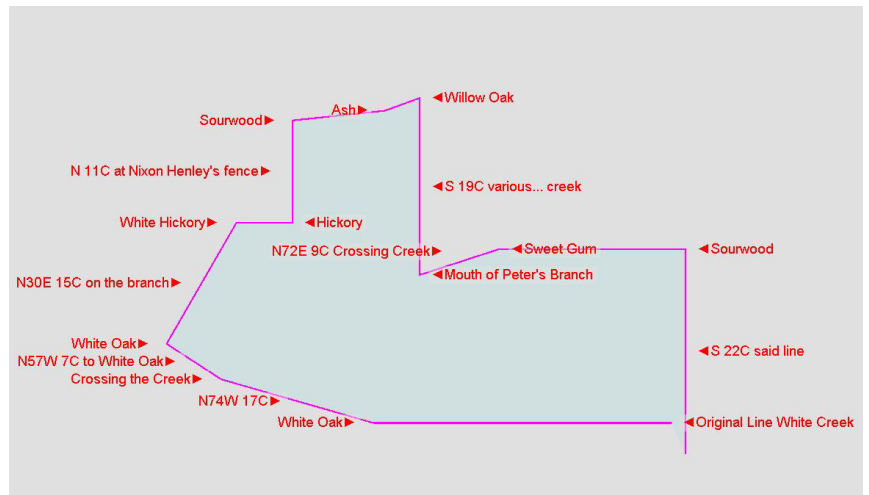 Willow Oak
Ash
Sourwood
N 11C at Nixon Henley's fence
S 19C various... creek
White Hickory
Hickory
N72E 9C Crossing Creek
Sweet Gum
Sourwood
Mouth of Peter's Branch
N30E 15C on the branch
White Oak
S 22C said line
N57W 7C to White Oak
Crossing the Creek
N74W 17C
White Oak
Original Line White Creek